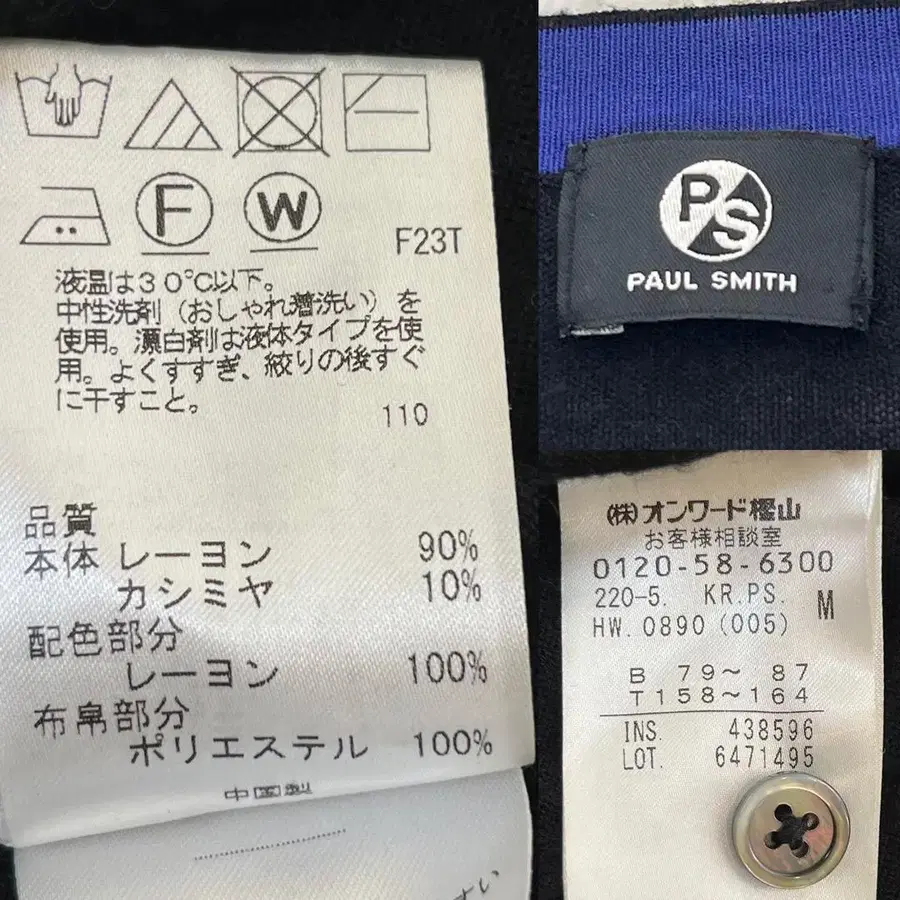 F
W
F23T
液温は30℃以下。
中性洗剤（おしゃれ着洗い）を
使用。漂白剤は液体タイプを使
用。よくすすぎ、絞りの後すぐ
に干すこと。
110
品質
本体 レーヨン 90%
カシミヤ 10%
配色部分
レーヨン 100%
布帛部分
ポリエステル 100%
中国製
さい
PS
PAUL SMITH
㈱オンワード樫山
お客様相談室
0120-58-6300
220-5. KR.PS. M
HW.0890(005)
B 79～ 87
T158～164
INS. 438596
LOT. 6471495